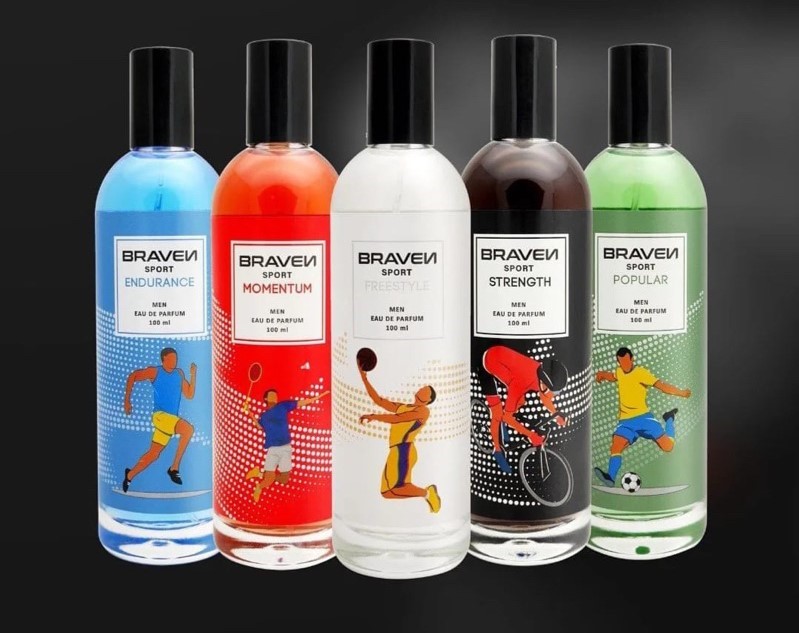 BRAVEN
SPORT
ENDURANCE
MEN
EAU DE PARFUM
100 ml
BRAVEN
SPORT
MOMENTUM
MEN
EAU DE PARFUM
100 ml
BRAVEN
SPORT
FREESTYLE
MEN
EAU DE PARFUM
100 ml
BRAVEN
SPORT
STRENGTH
MEN
EAU DE PARFUM
100 ml
BRAVEN
SPORT
POPULAR
MEN
EAU DE PARFUM
100 ml